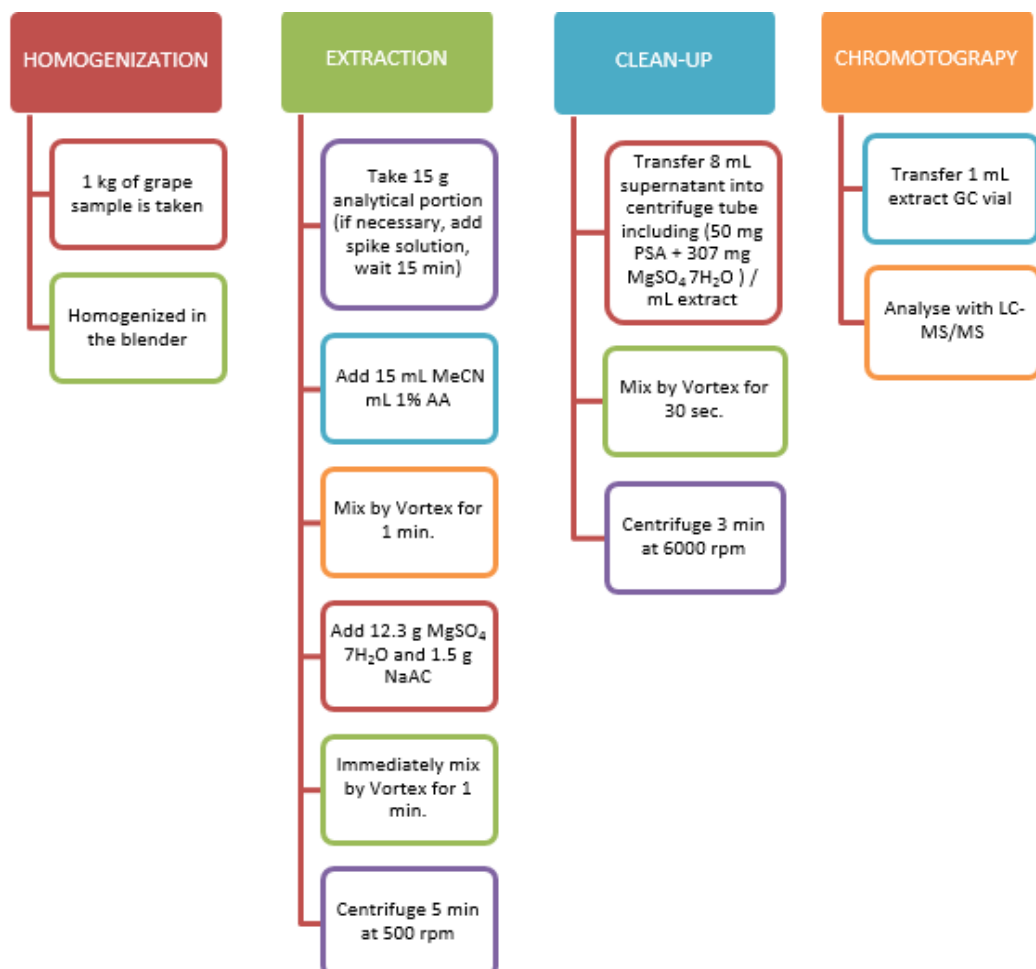 HOMOGENIZATION
1 kg of grape
sample is taken
Homogenized in
the blender
EXTRACTION
Take 15 g
analytical portion
(if necessary, add
spike solution,
wait 15 min)
Add 15 mL MeCN
mL 1% AA
Mix by Vortex for
1 min.
Add 12.3 g MgSO₄
7H₂O and 1.5 g
NaAC
Immediately mix
by Vortex for 1
min.
Centrifuge 5 min
at 500 rpm
CLEAN-UP
Transfer 8 mL
supernatant into
centrifuge tube
including (50 mg
PSA + 307 mg
MgSO₄ 7H₂O ) /
mL extract
Mix by Vortex for
30 sec.
Centrifuge 3 min
at 6000 rpm
CHROMOTOGRAPY
Transfer 1 mL
extract GC vial
Analyse with LC-
MS/MS